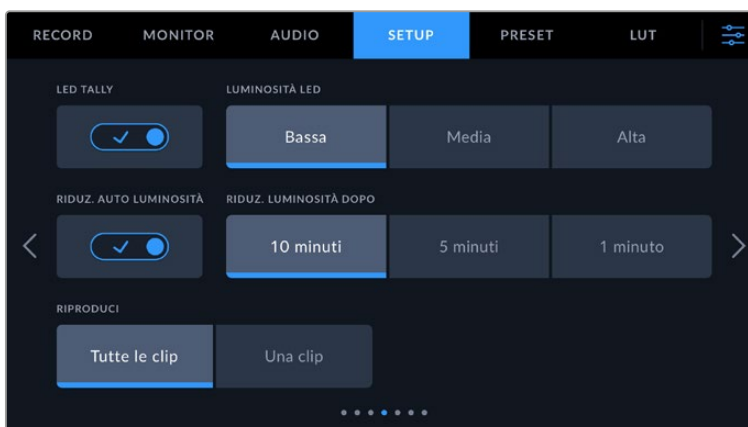 RECORD MONITOR AUDIO SETUP PRESET LUT
LED TALLY LUMINOSITÀ LED
Bassa Media Alta
RIDUZ. AUTO LUMINOSITÀ RIDUZ. LUMINOSITÀ DOPO
10 minuti 5 minuti 1 minuto
RIPRODUCI
Tutte le clip Una clip